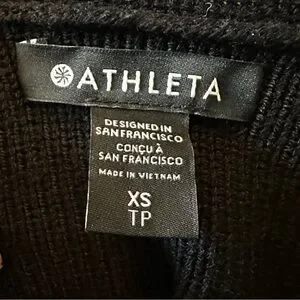 ATHLETA
DESIGNED IN
SAN FRANCISCO
CONÇU À
SAN FRANCISCO
MADE IN VIETNAM
XS
TP